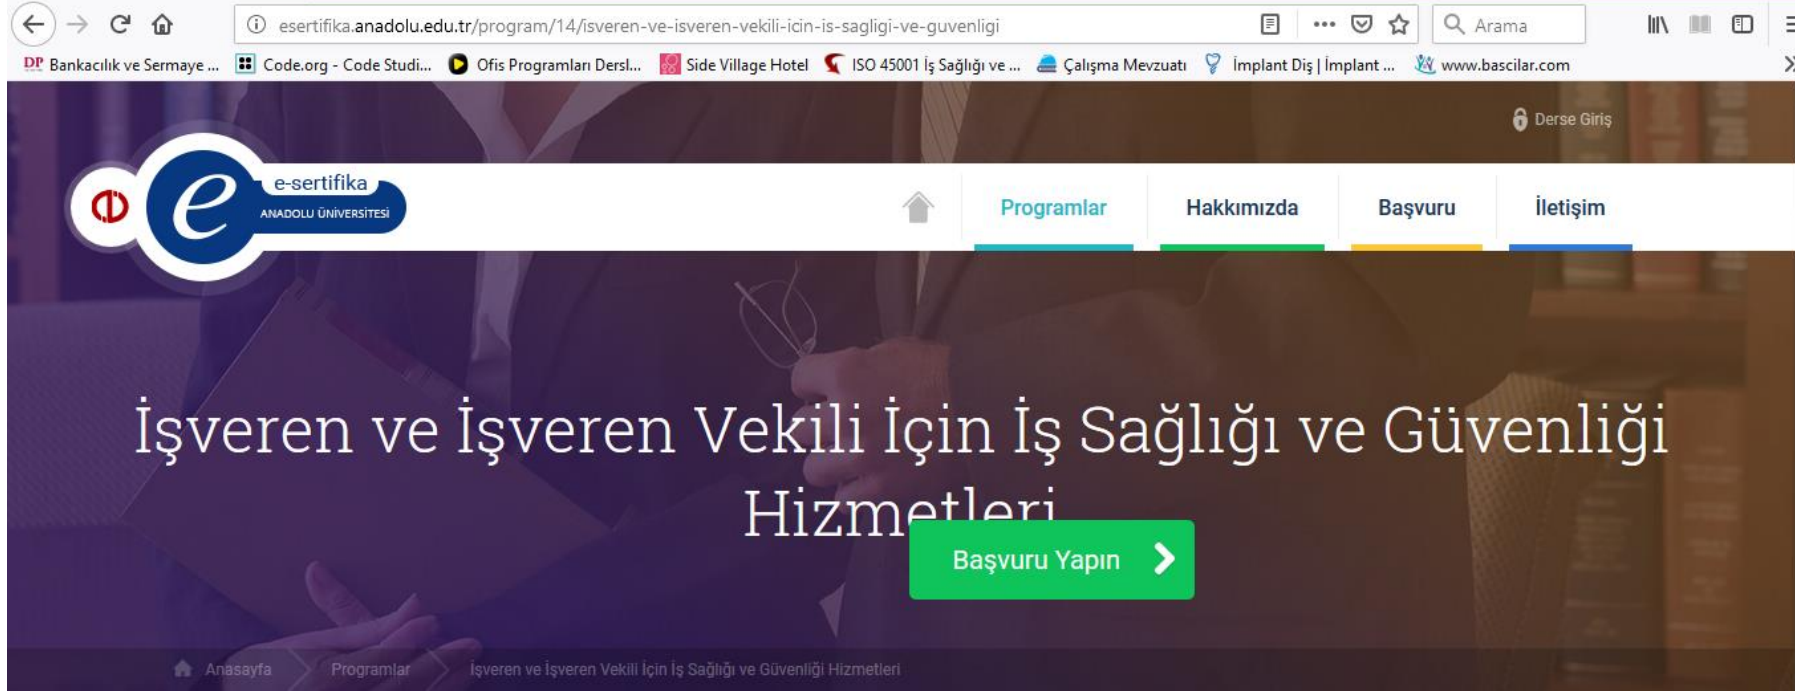 esertifika.anadolu.edu.tr/program/14/isveren-ve-isveren-vekili-icin-is-sagligi-ve-guvenligi
Arama
DP Bankacılık ve Sermaye ...
Code.org - Code Studi...
Ofis Programları Dersl...
Side Village Hotel
ISO 45001 İş Sağlığı ve ...
Çalışma Mevzuatı
İmplant Diş | İmplant ...
www.bascilar.com
Derse Giriş
e
e-sertifika
ANADOLU ÜNİVERSİTESİ
Programlar
Hakkımızda
Başvuru
İletişim
İşveren ve İşveren Vekili İçin İş Sağlığı ve Güvenliği
Hizmetleri
Başvuru Yapın
Anasayfa
Programlar
İşveren ve İşveren Vekili İçin İş Sağlığı ve Güvenliği Hizmetleri